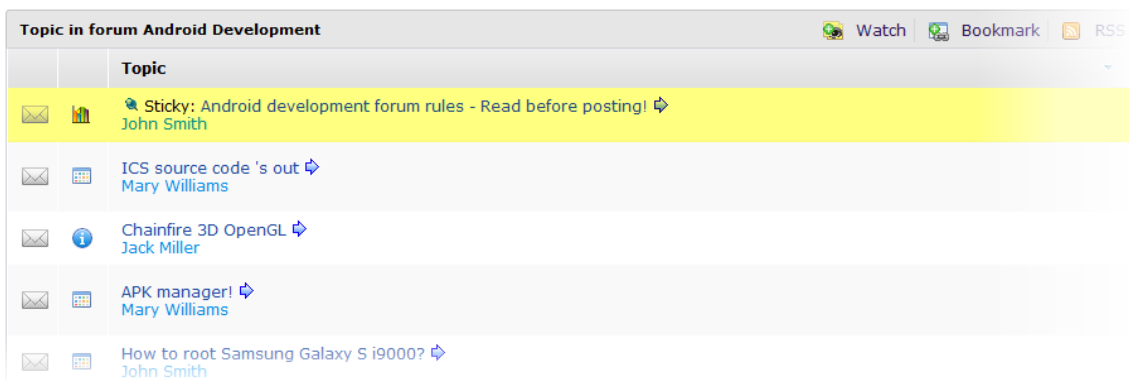 Topic in forum Android Development
Watch
Bookmark
RSS
Topic
Sticky: Android development forum rules - Read before posting!
John Smith
ICS source code 's out
Mary Williams
Chainfire 3D OpenGL
Jack Miller
APK manager!
Mary Williams
How to root Samsung Galaxy S i9000?
John Smith